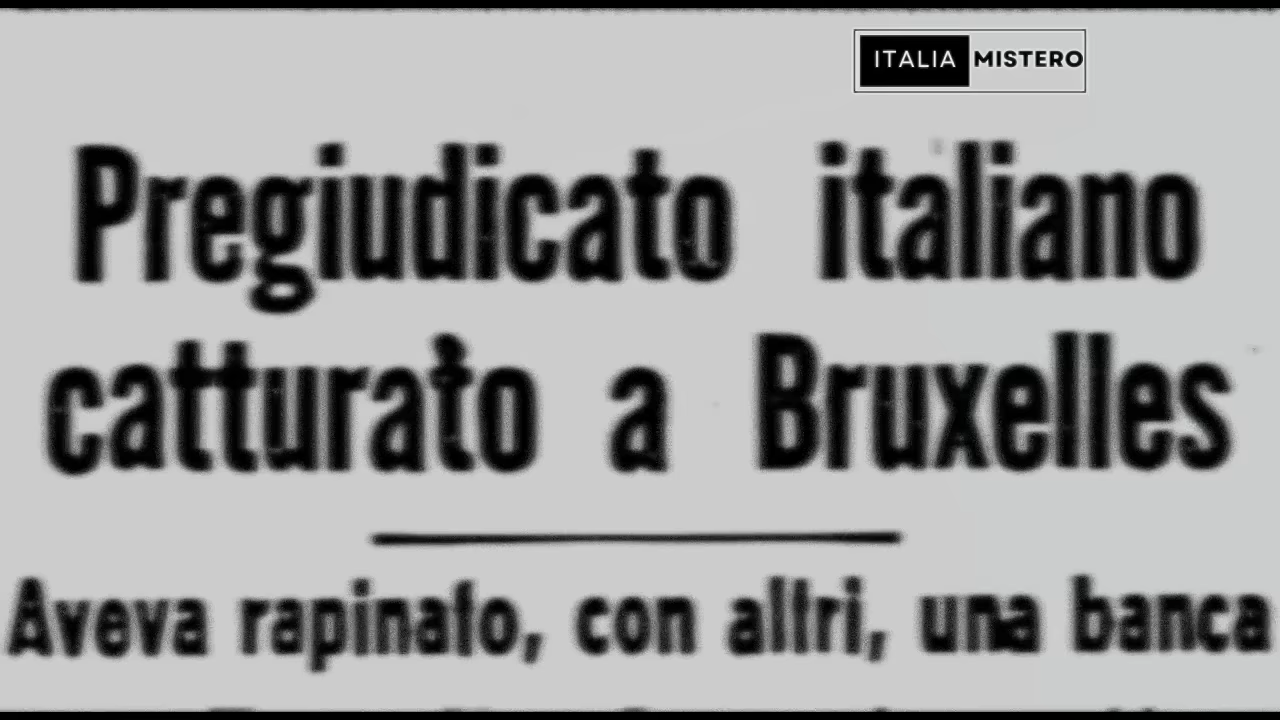 ITALIA MISTERO
Pregiudicato italiano
catturato a Bruxelles
Aveva rapinato, con altri, una banca